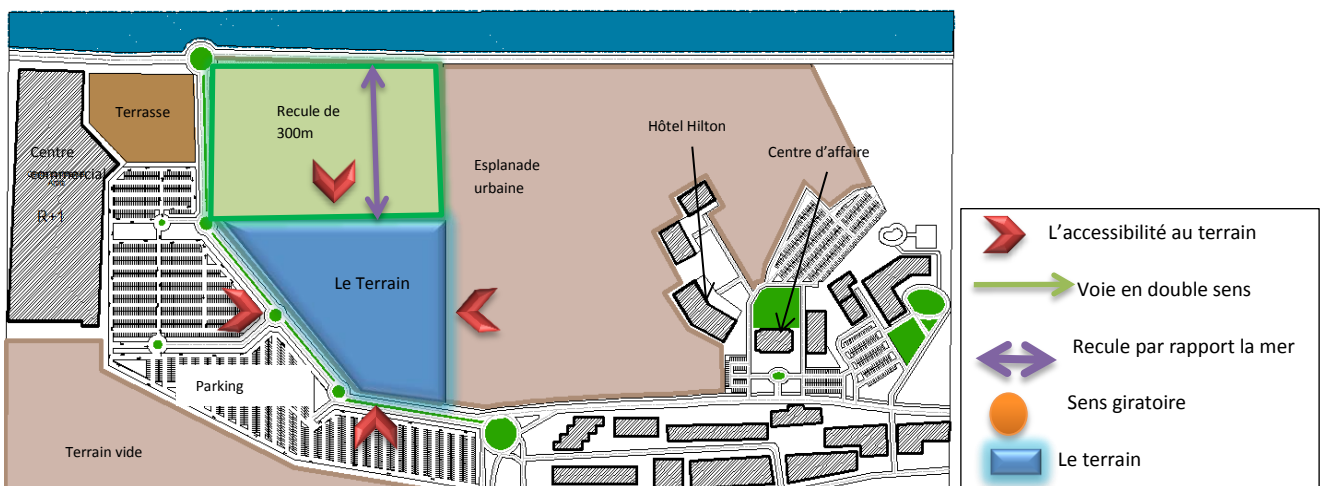 Terrasse
Recule de
300m
Centre
commercial
R+1
Esplanade
urbaine
Hôtel Hilton
Centre d'affaire
Le Terrain
Parking
Terrain vide
L'accessibilité au terrain
Voie en double sens
Recule par rapport la mer
Sens giratoire
Le terrain